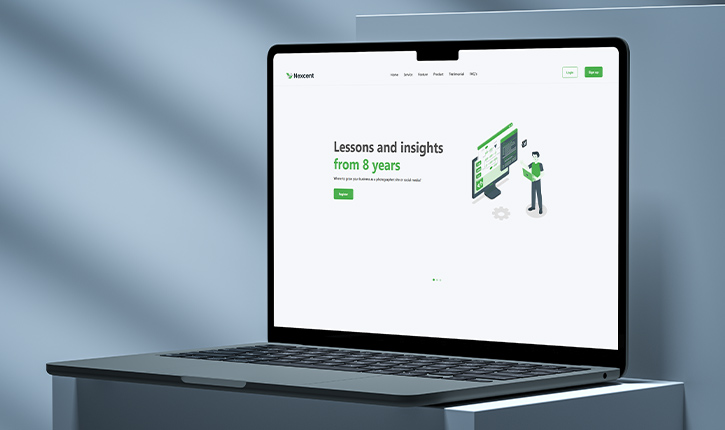 Nexcent
Home Service Feature Product Testimonial FAQ's
Login
Sign up
Lessons and insights
from 8 years
Where to grow your business as a photographer: site or social media?
Register